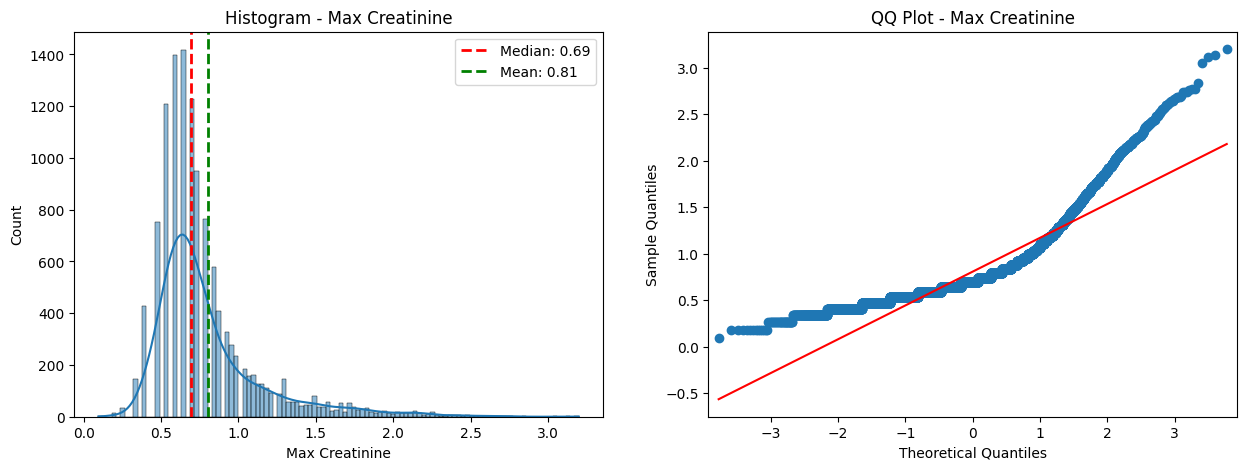 Histogram - Max Creatinine
Median: 0.69
Mean: 0.81
1400
1200
1000
800
600
400
200
0
Count
0.0 0.5 1.0 1.5 2.0 2.5 3.0
Max Creatinine
QQ Plot - Max Creatinine
3.0
2.5
2.0
1.5
1.0
0.5
0.0
−0.5
Sample Quantiles
−3 −2 −1 0 1 2 3
Theoretical Quantiles